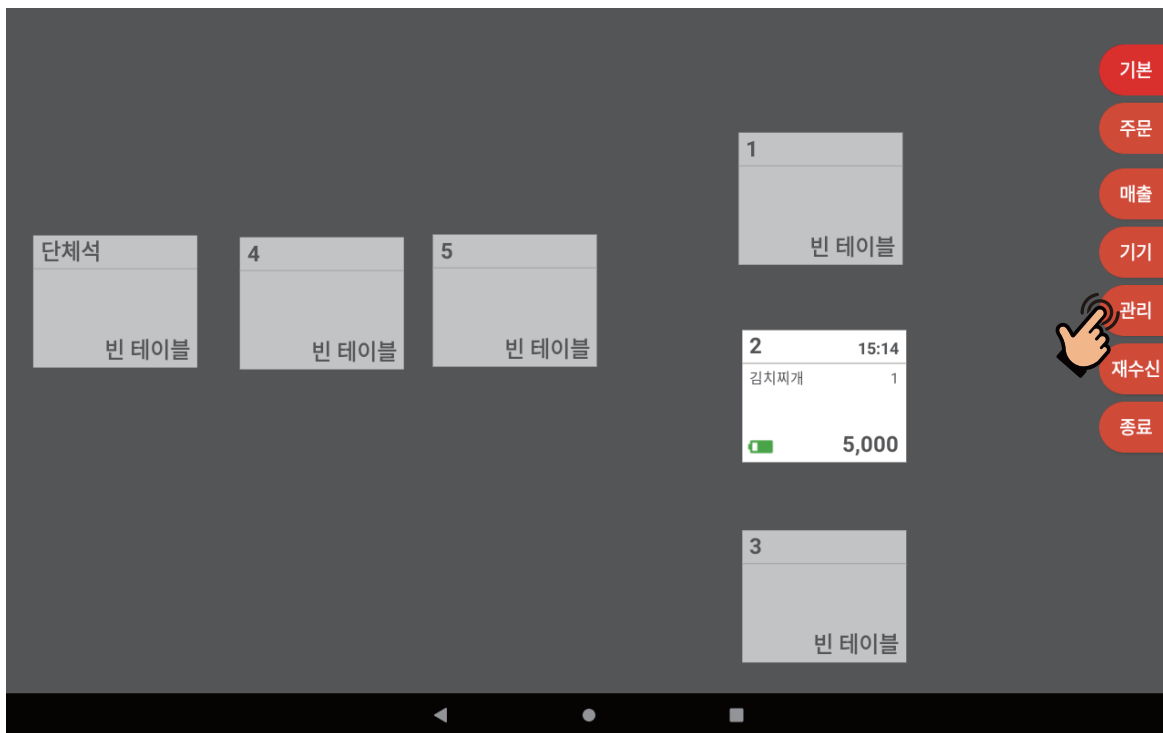 단체석
빈 테이블
4
빈 테이블
5
빈 테이블
1
빈 테이블
2 15:14
김치찌개 1
5,000
3
빈 테이블
기본
주문
매출
기기
관리
재수신
종료